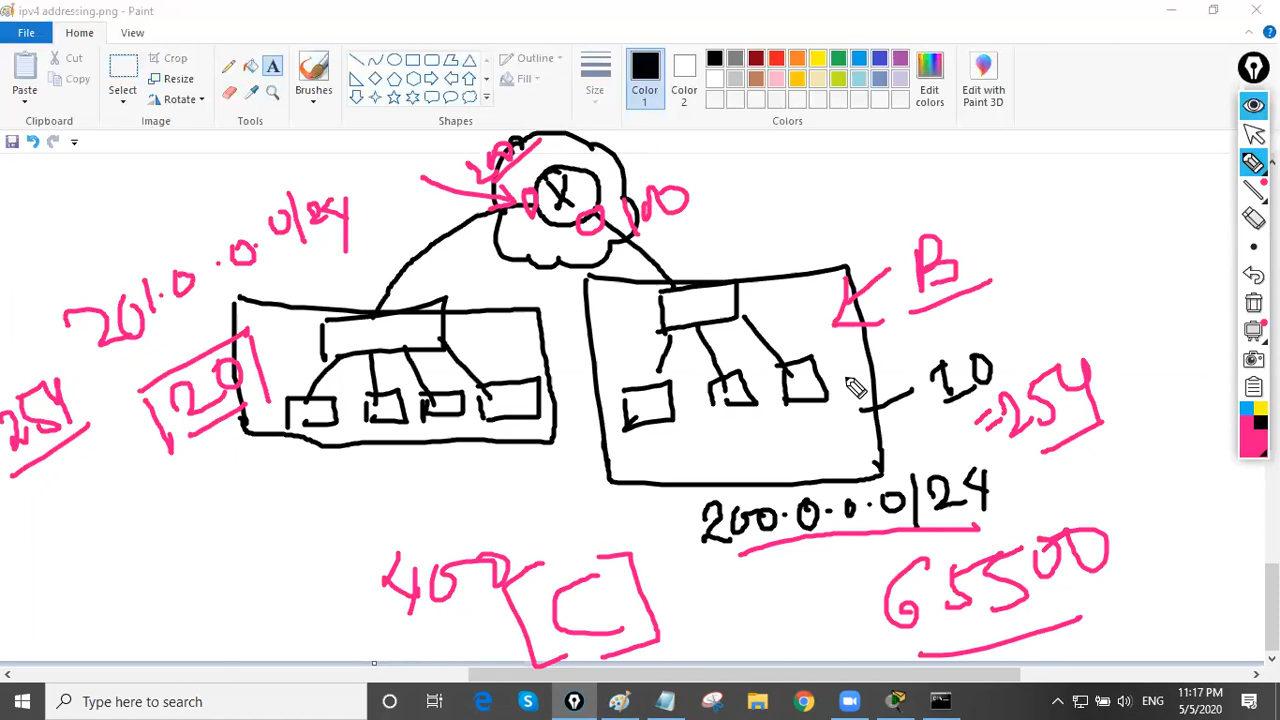 ipv4 addressing.png - Paint
File
Home
View
Paste
Cut
Copy
Clipboard
Select
Crop
Resize
Rotate
Image
Tools
Brushes
Shapes
Outline
Fill
Size
Color 1
Color 2
Edit colors
Edit with Paint 3D
Colors
X
100
201.0.0.0/24
B
120
254
10
=254
200.0.0.0/24
400
C
65500
Type here to search
ENG
11:17 PM
5/5/2020